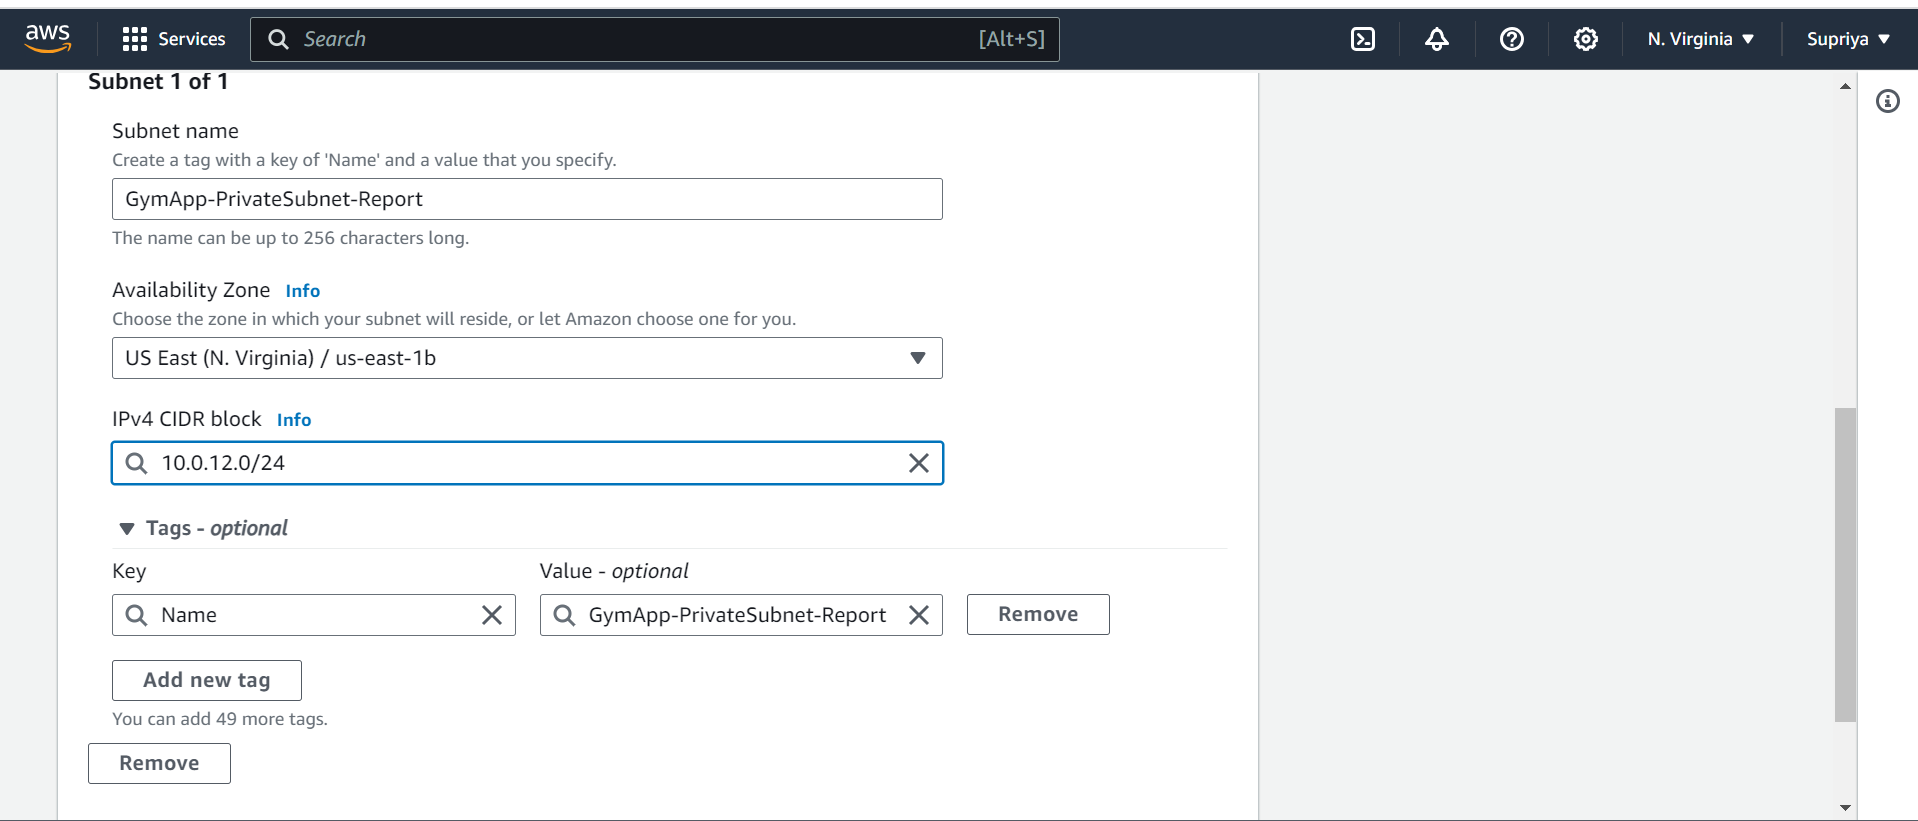 aws Services Search [Alt+S] N. Virginia Supriya
Subnet 1 of 1
Subnet name
Create a tag with a key of 'Name' and a value that you specify.
GymApp-PrivateSubnet-Report
The name can be up to 256 characters long.
Availability Zone Info
Choose the zone in which your subnet will reside, or let Amazon choose one for you.
US East (N. Virginia) / us-east-1b
IPv4 CIDR block Info
10.0.12.0/24
Tags - optional
Key Value - optional
Name GymApp-PrivateSubnet-Report Remove
Add new tag
You can add 49 more tags.
Remove